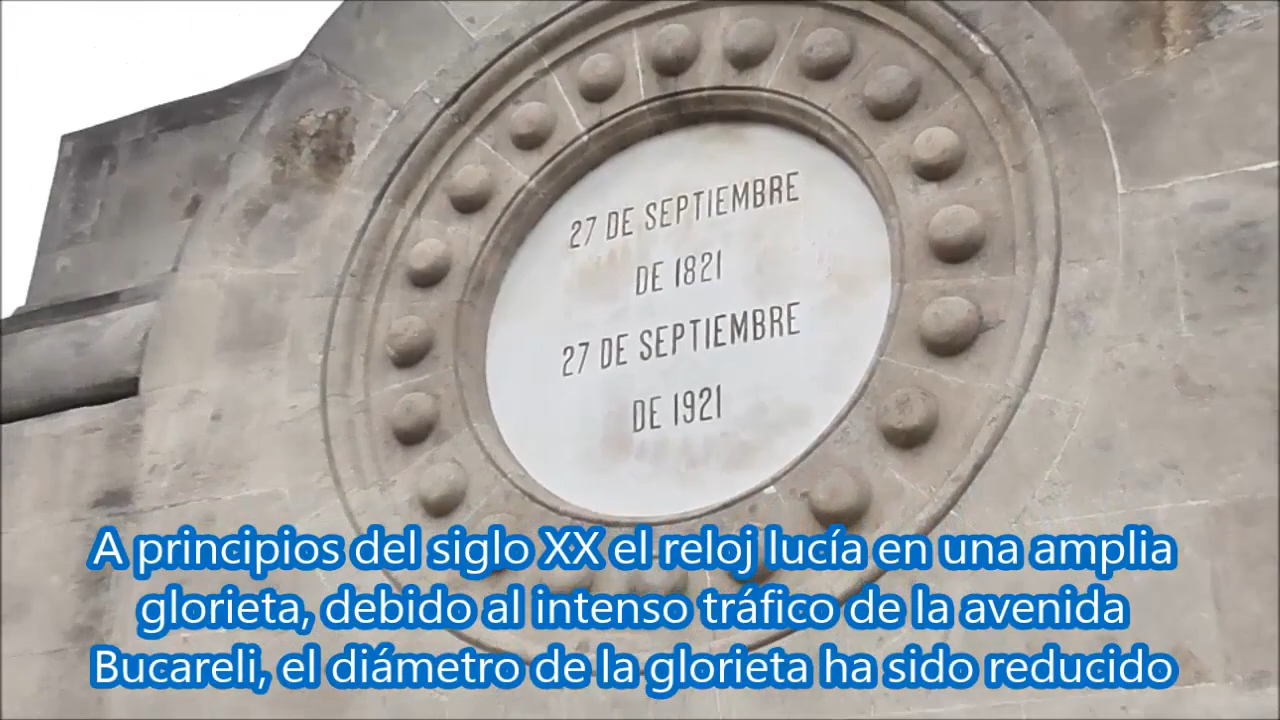 27 DE SEPTIEMBRE
DE 1821
27 DE SEPTIEMBRE
DE 1921
A principios del siglo XX el reloj lucía en una amplia
glorieta, debido al intenso tráfico de la avenida
Bucareli, el diámetro de la glorieta ha sido reducido